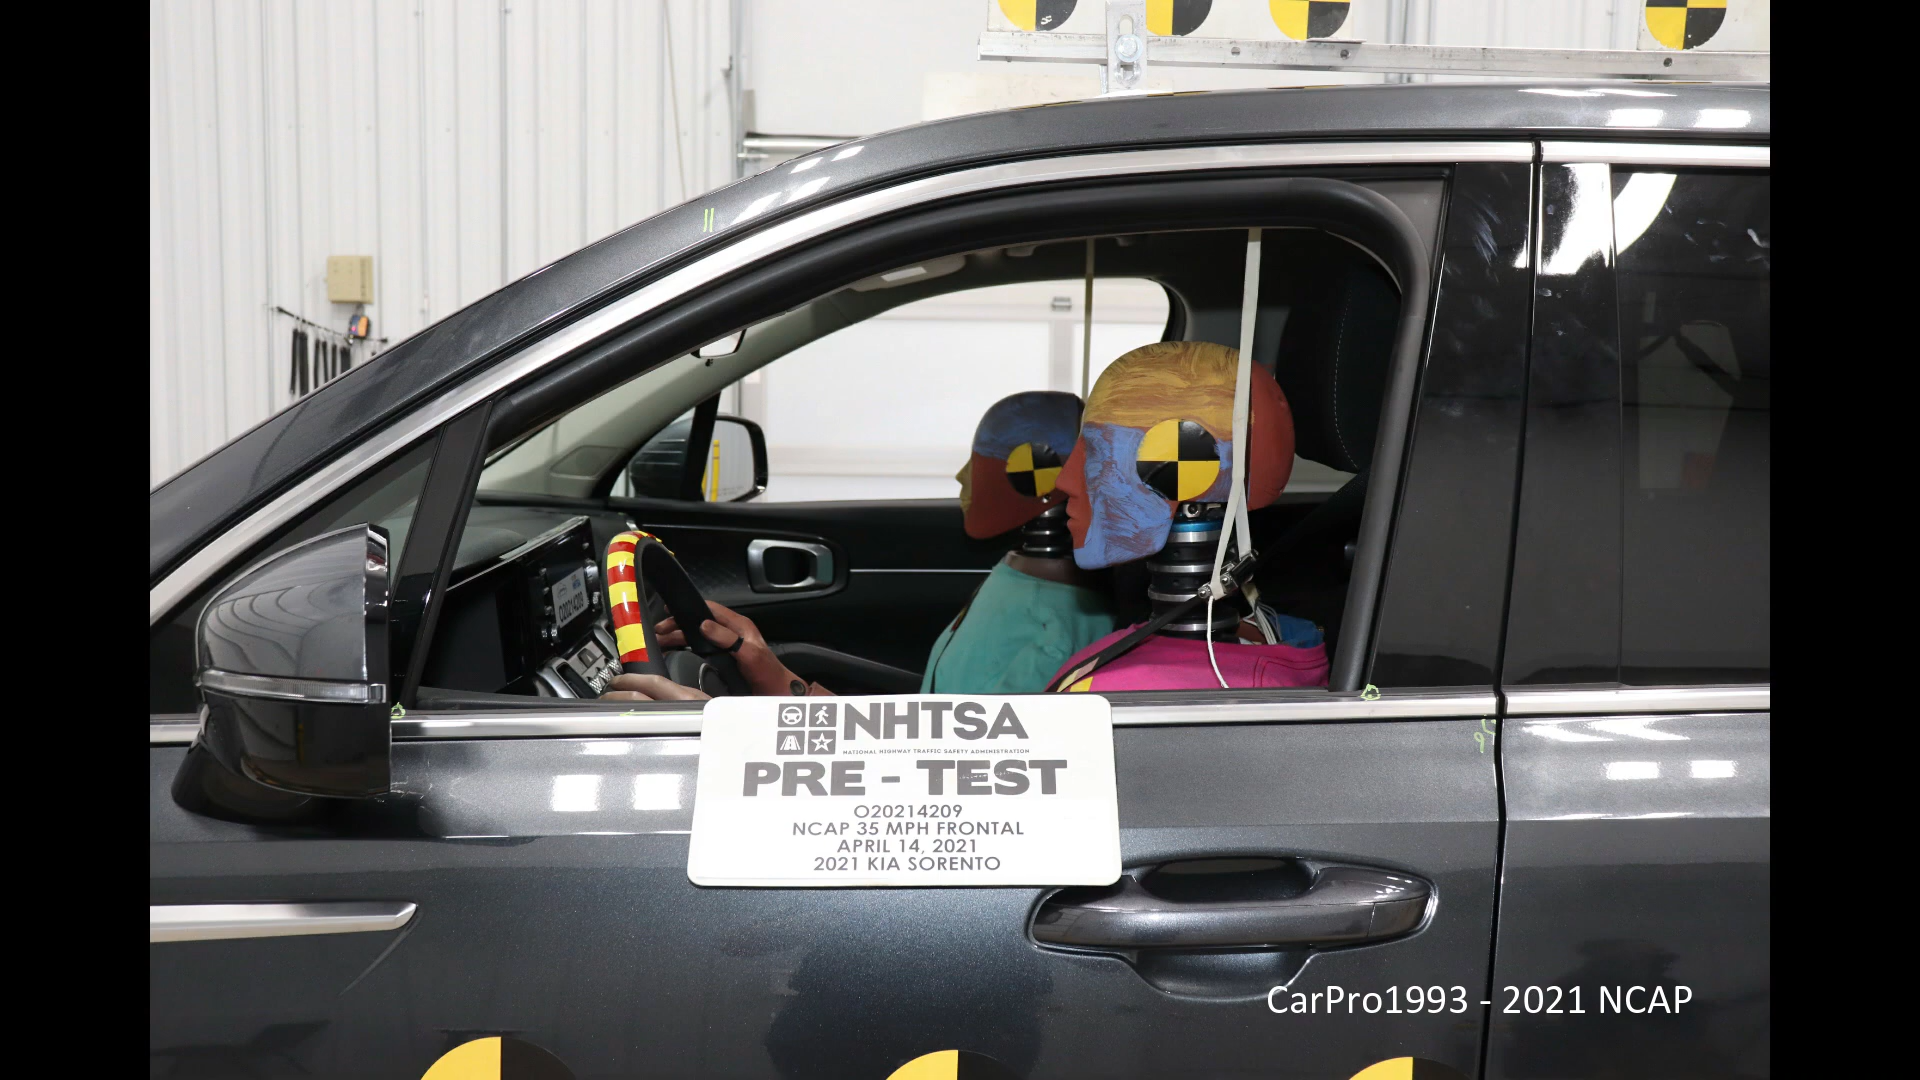 NHTSA
NATIONAL HIGHWAY TRAFFIC SAFETY ADMINISTRATION
PRE - TEST
O20214209
NCAP 35 MPH FRONTAL
APRIL 14, 2021
2021 KIA SORENTO
O20214209
CarPro1993 - 2021 NCAP